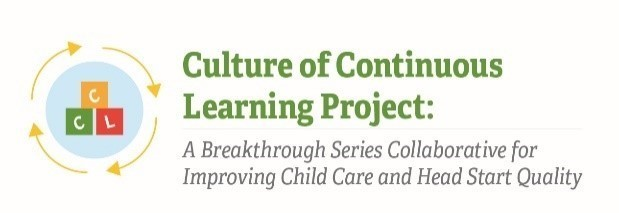 C
C L
Culture of Continuous
Learning Project:
A Breakthrough Series Collaborative for
Improving Child Care and Head Start Quality